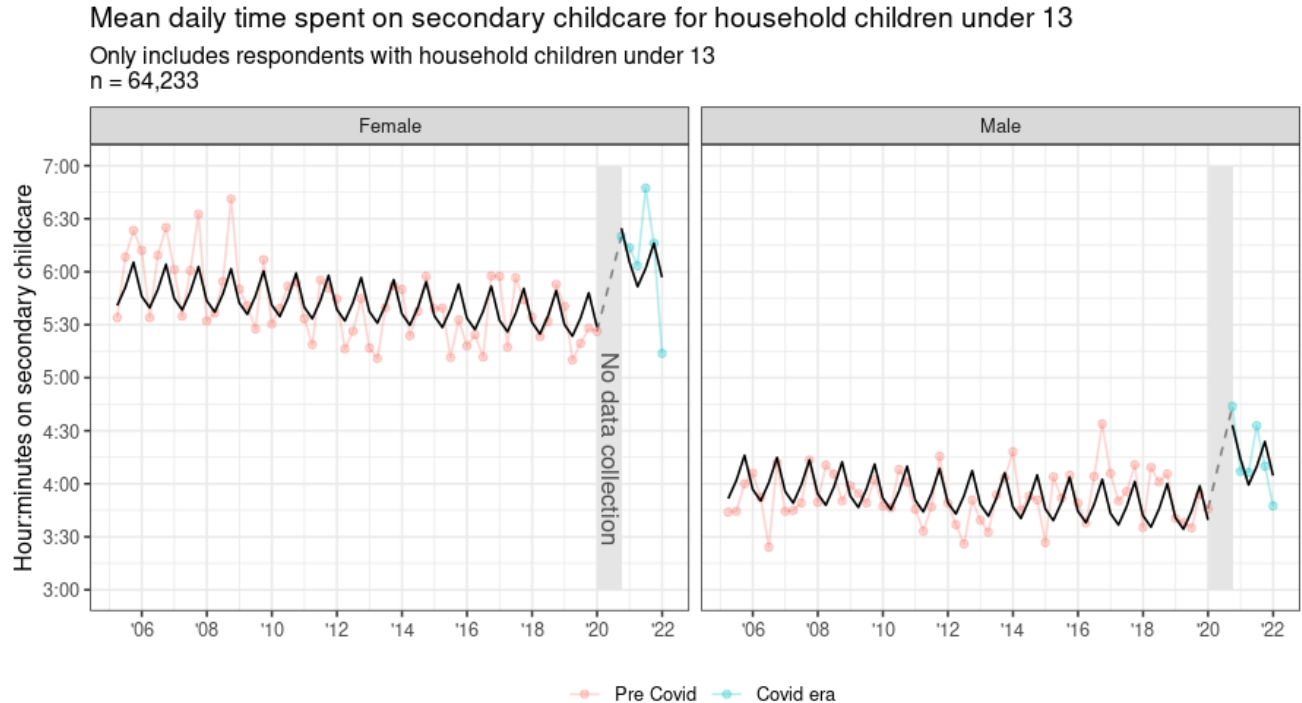 Mean daily time spent on secondary childcare for household children under 13
Only includes respondents with household children under 13
n = 64,233
Female
Male
Hour:minutes on secondary childcare
7:00
6:30
6:00
5:30
5:00
4:30
4:00
3:30
3:00
No data collection
'06 '08 '10 '12 '14 '16 '18 '20 '22
'06 '08 '10 '12 '14 '16 '18 '20 '22
Pre Covid Covid era